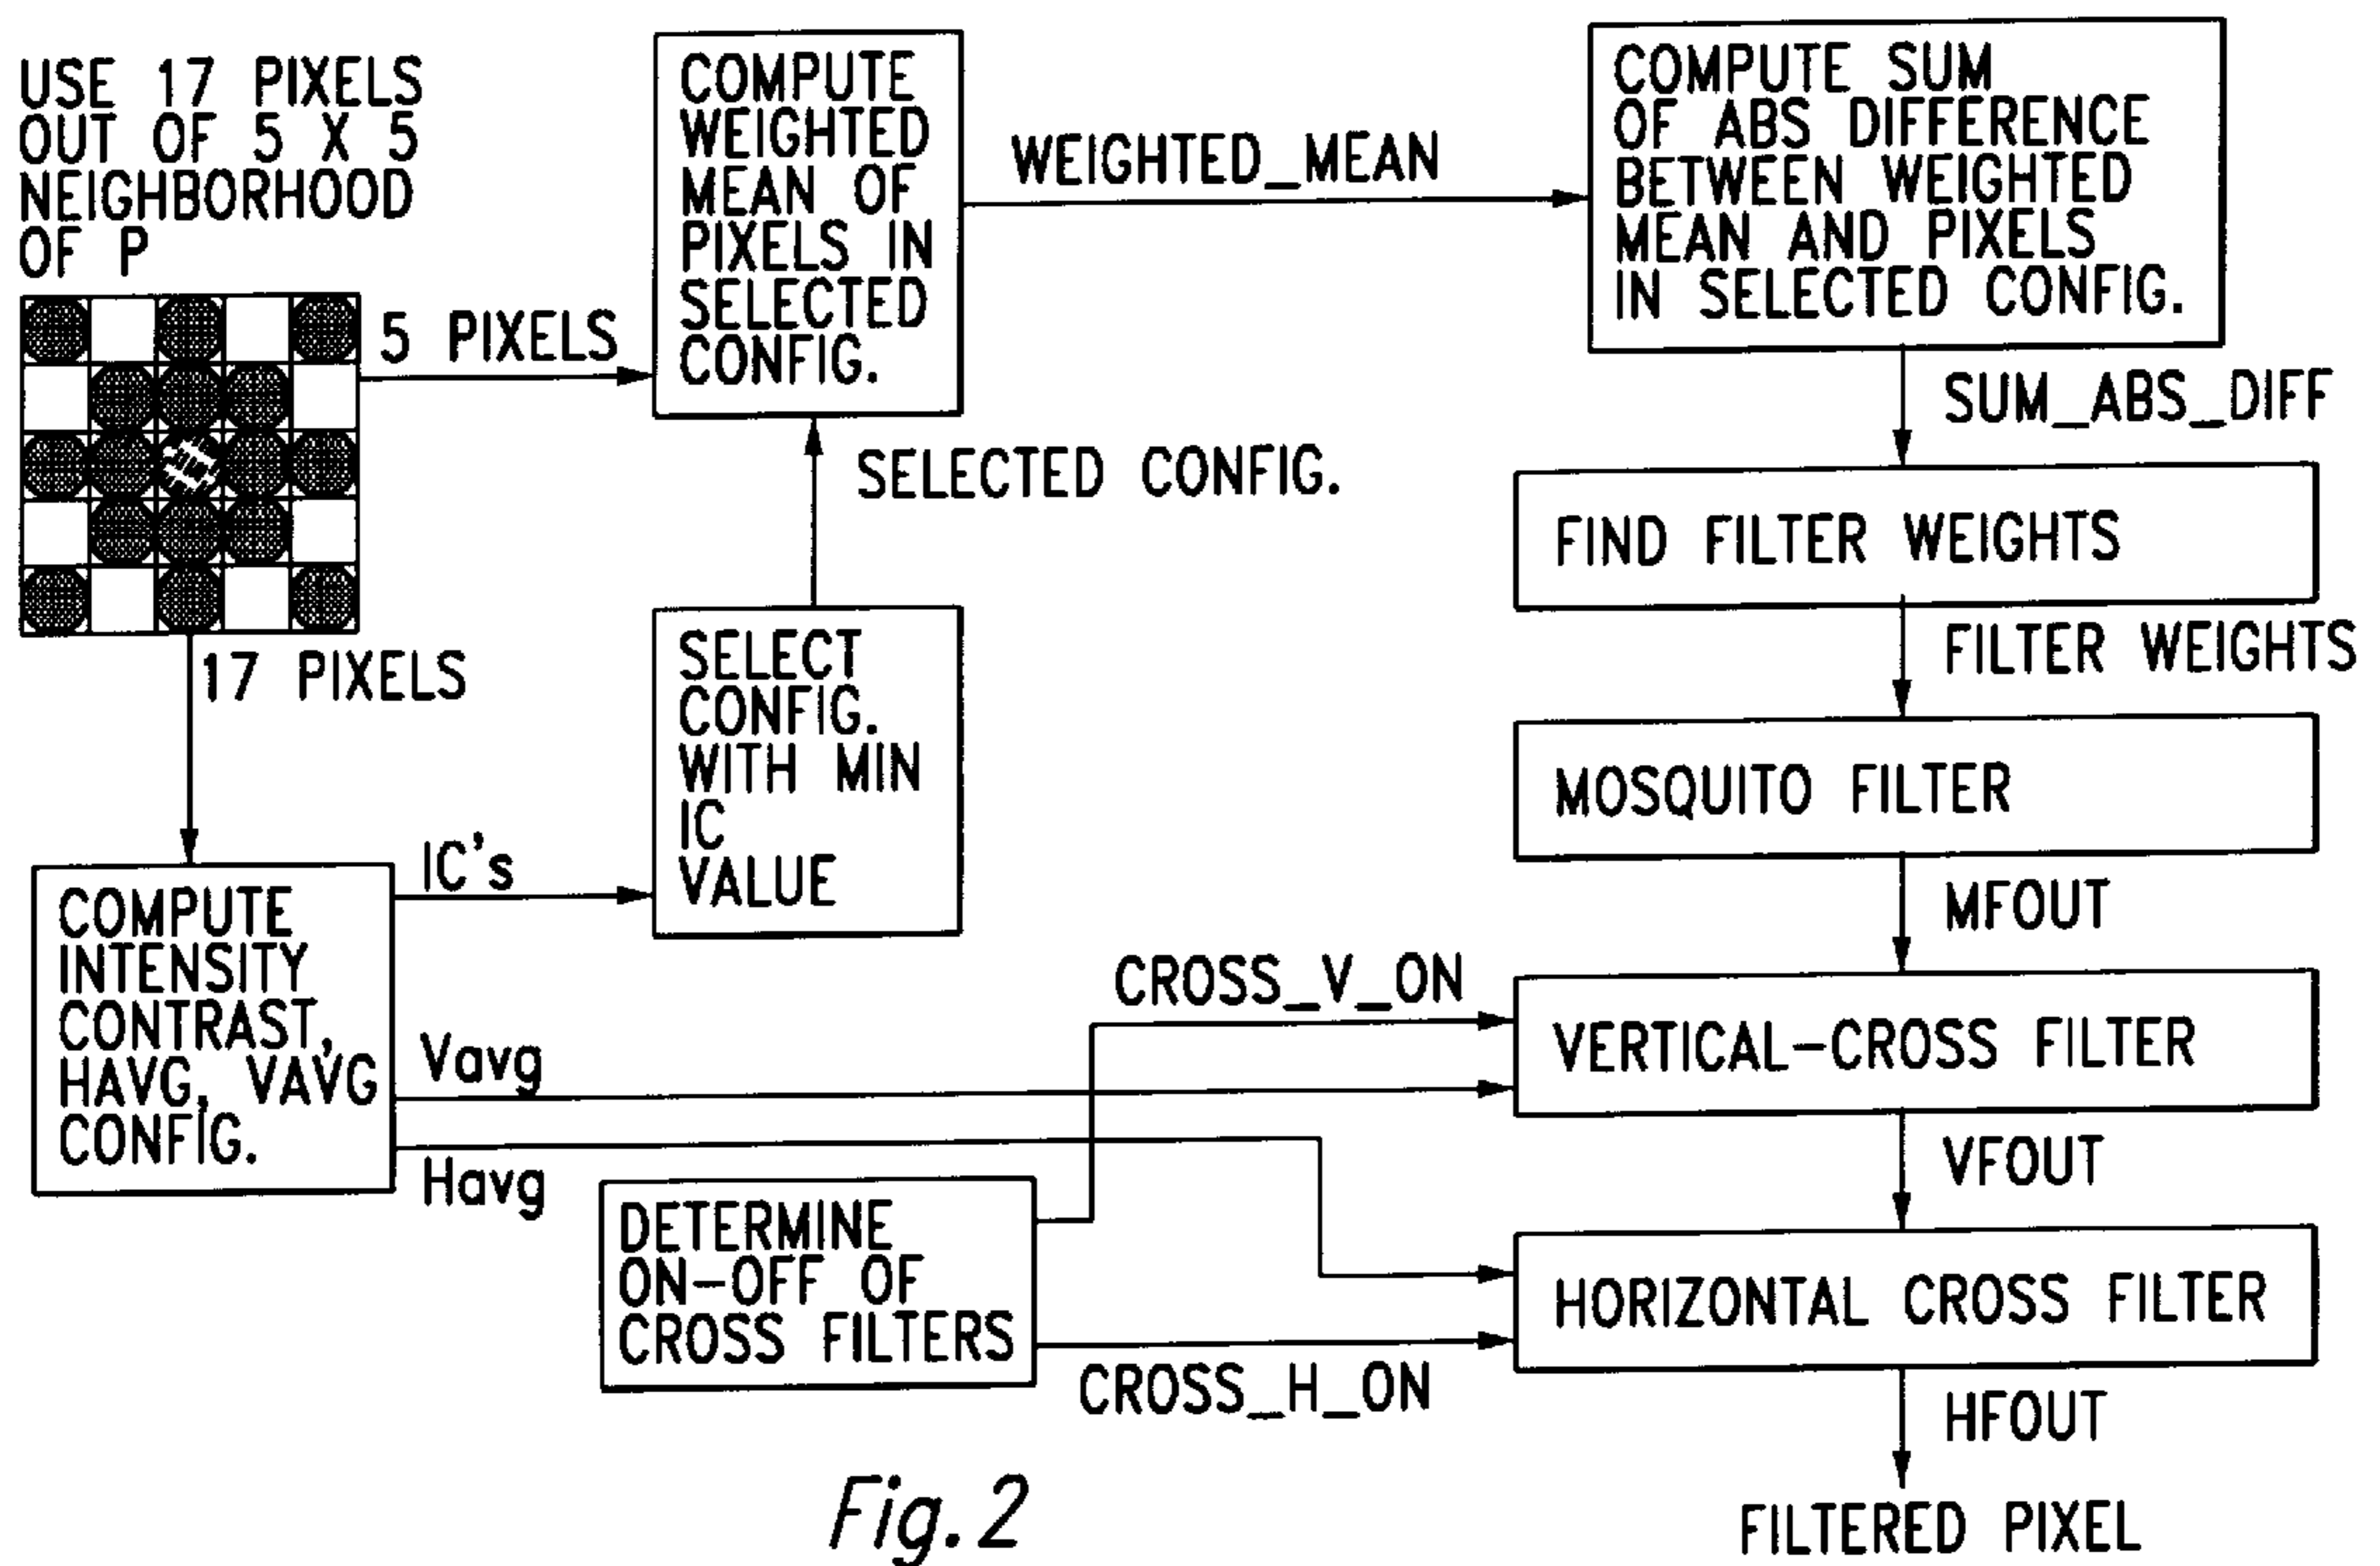 USE 17 PIXELS
OUT OF 5 X 5
NEIGHBORHOOD
OF P
5 PIXELS
17 PIXELS
COMPUTE
WEIGHTED
MEAN OF
PIXELS IN
SELECTED
CONFIG.
WEIGHTED_MEAN
COMPUTE SUM
OF ABS DIFFERENCE
BETWEEN WEIGHTED
MEAN AND PIXELS
IN SELECTED CONFIG.
SUM_ABS_DIFF
SELECTED CONFIG.
FIND FILTER WEIGHTS
FILTER WEIGHTS
SELECT
CONFIG.
WITH MIN
IC
VALUE
MOSQUITO FILTER
MFOUT
IC's
COMPUTE
INTENSITY
CONTRAST,
HAVG, VAVG
CONFIG.
Vavg
Havg
CROSS_V_ON
VERTICAL-CROSS FILTER
VFOUT
DETERMINE
ON-OFF OF
CROSS FILTERS
CROSS_H_ON
HORIZONTAL CROSS FILTER
HFOUT
FILTERED PIXEL
Fig. 2